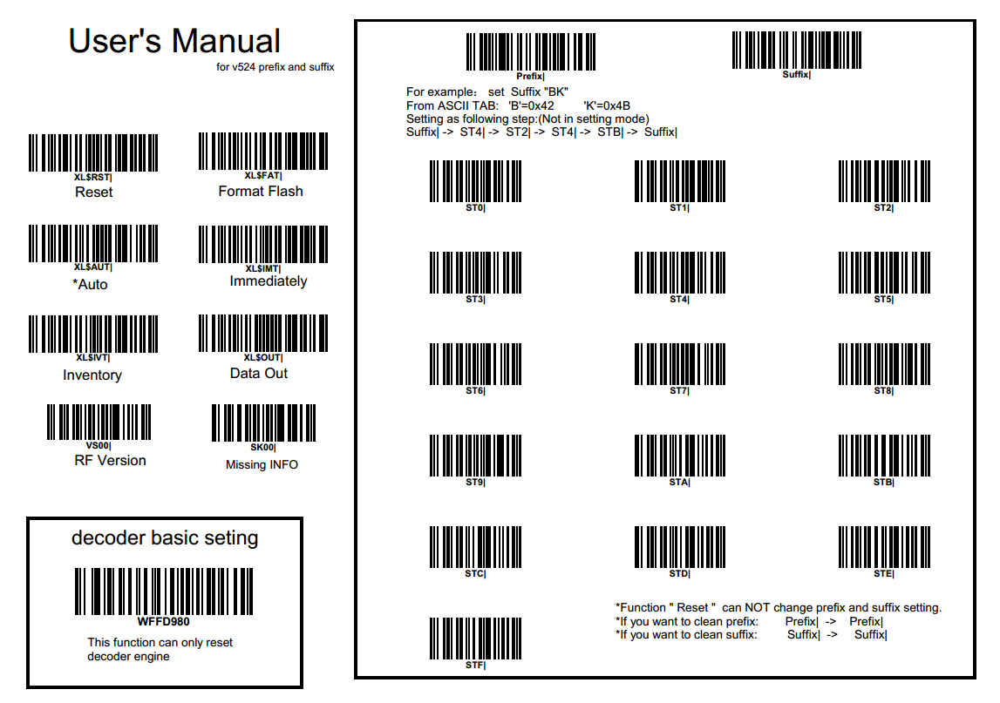 User's Manual
for v524 prefix and suffix
XL$RST|
Reset
XL$FAT|
Format Flash
XL$AUT|
*Auto
XL$IMT|
Immediately
XL$IVT|
Inventory
XL$OUT|
Data Out
VS00|
RF Version
SK00|
Missing INFO
decoder basic seting
WFFD980
This function can only reset
decoder engine
Prefix|
Suffix|
For example： set Suffix "BK"
From ASCII TAB: 'B'=0x42 'K'=0x4B
Setting as following step:(Not in setting mode)
Suffix| -> ST4| -> ST2| -> ST4| -> STB| -> Suffix|
ST0| ST1| ST2|
ST3| ST4| ST5|
ST6| ST7| ST8|
ST9| STA| STB|
STC| STD| STE|
STF|
*Function " Reset " can NOT change prefix and suffix setting.
*If you want to clean prefix: Prefix| -> Prefix|
*If you want to clean suffix: Suffix| -> Suffix|